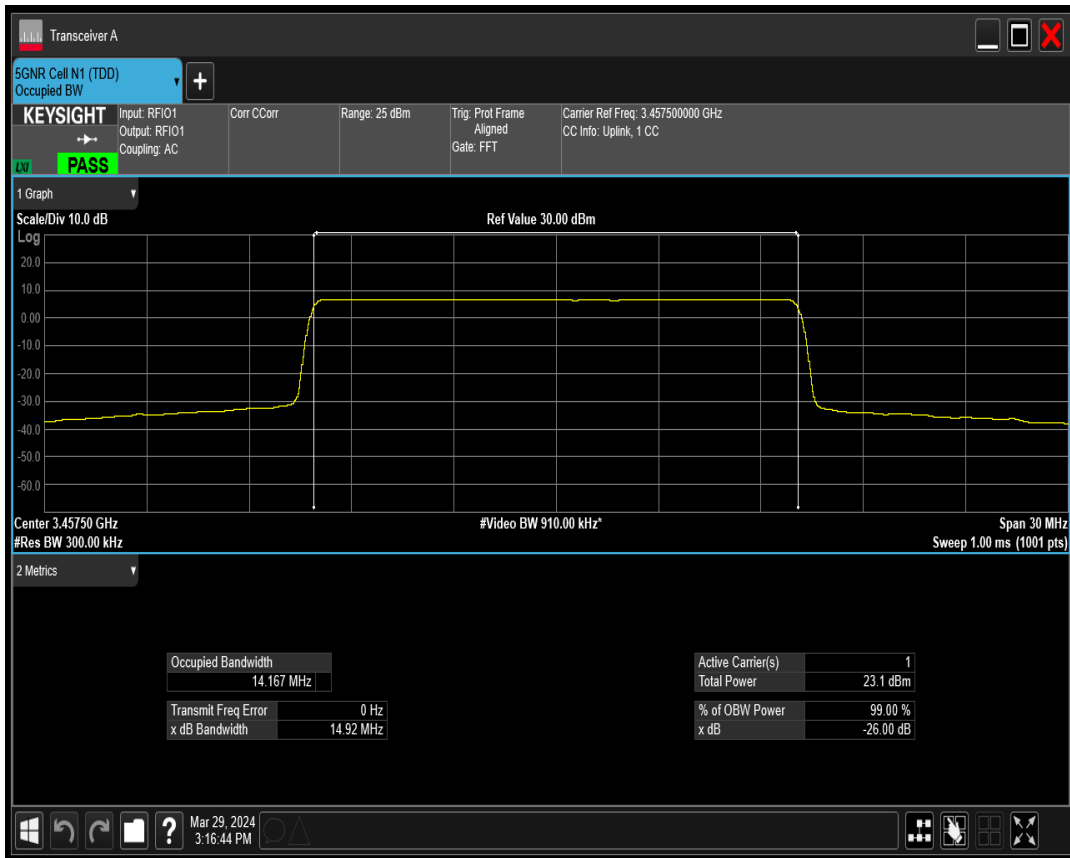 Transceiver A
5GNR Cell N1 (TDD)
Occupied BW
+
KEYSIGHT
LXI
PASS
Input: RFIO1
Output: RFIO1
Coupling: AC
Corr CCorr
Range: 25 dBm
Trig: Prot Frame
Aligned
Gate: FFT
Carrier Ref Freq: 3.457500000 GHz
CC Info: Uplink, 1 CC
1 Graph
Scale/Div 10.0 dB
Ref Value 30.00 dBm
Log
20.0
10.0
0.00
-10.0
-20.0
-30.0
-40.0
-50.0
-60.0
Center 3.45750 GHz
#Video BW 910.00 kHz*
Span 30 MHz
#Res BW 300.00 kHz
Sweep 1.00 ms (1001 pts)
2 Metrics
Occupied Bandwidth
14.167 MHz
Transmit Freq Error 0 Hz
x dB Bandwidth 14.92 MHz
Active Carrier(s) 1
Total Power 23.1 dBm
% of OBW Power 99.00 %
x dB -26.00 dB
?
Mar 29, 2024
3:16:44 PM